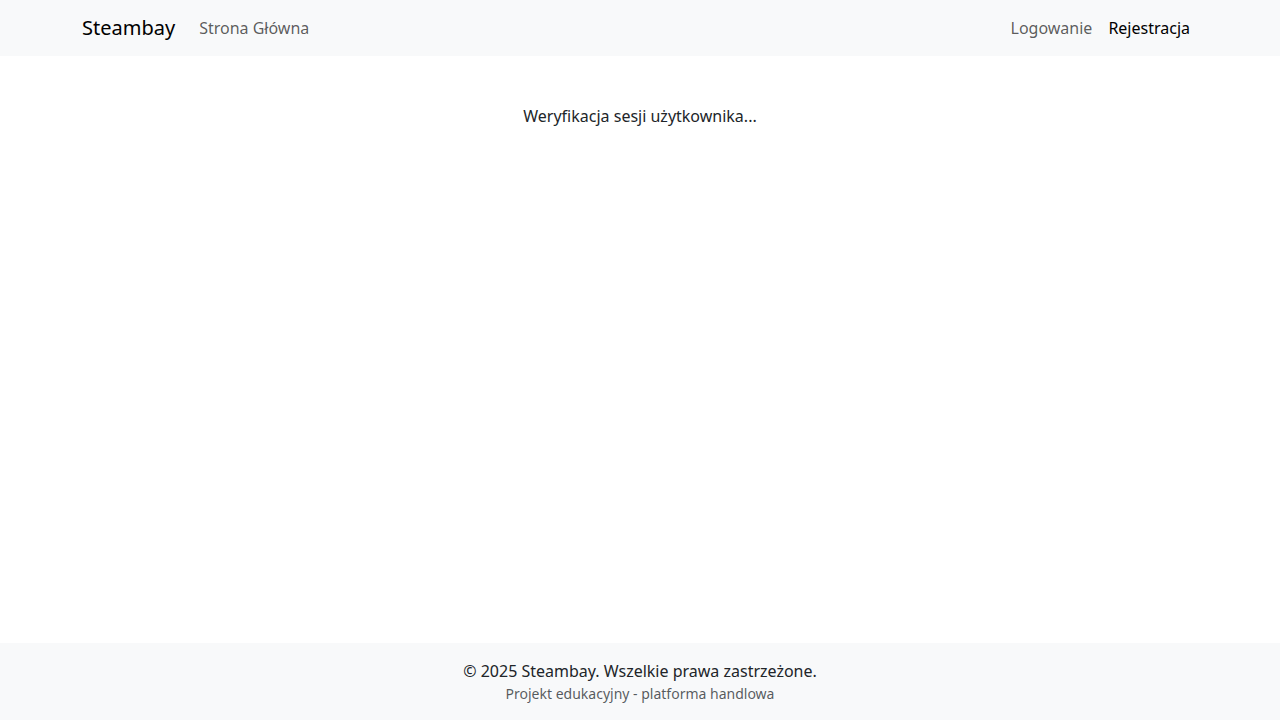 Steambay Strona Główna Logowanie Rejestracja
Weryfikacja sesji użytkownika...
© 2025 Steambay. Wszelkie prawa zastrzeżone.
Projekt edukacyjny - platforma handlowa